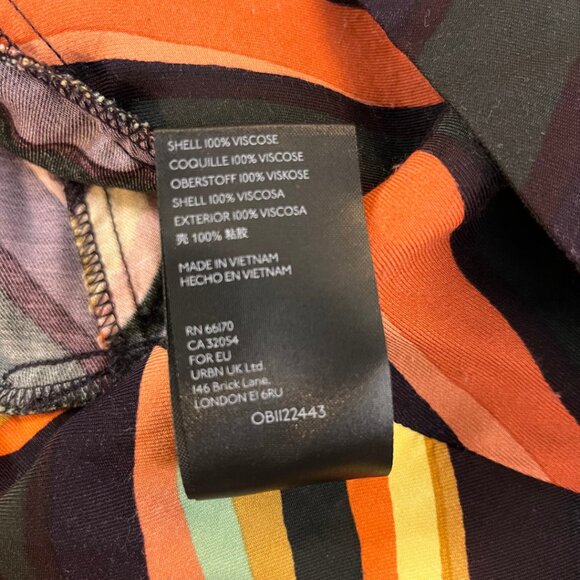 SHELL 100% VISCOSE
COQUILLE 100% VISCOSE
OBERSTOFF 100% VISKOSE
SHELL 100% VISCOSA
EXTERIOR 100% VISCOSA
壳 100% 粘胶
MADE IN VIETNAM
HECHO EN VIETNAM
RN 66170
CA 32054
FOR EU
URBN UK Ltd.
146 Brick Lane,
LONDON E1 6RU
OB1122443